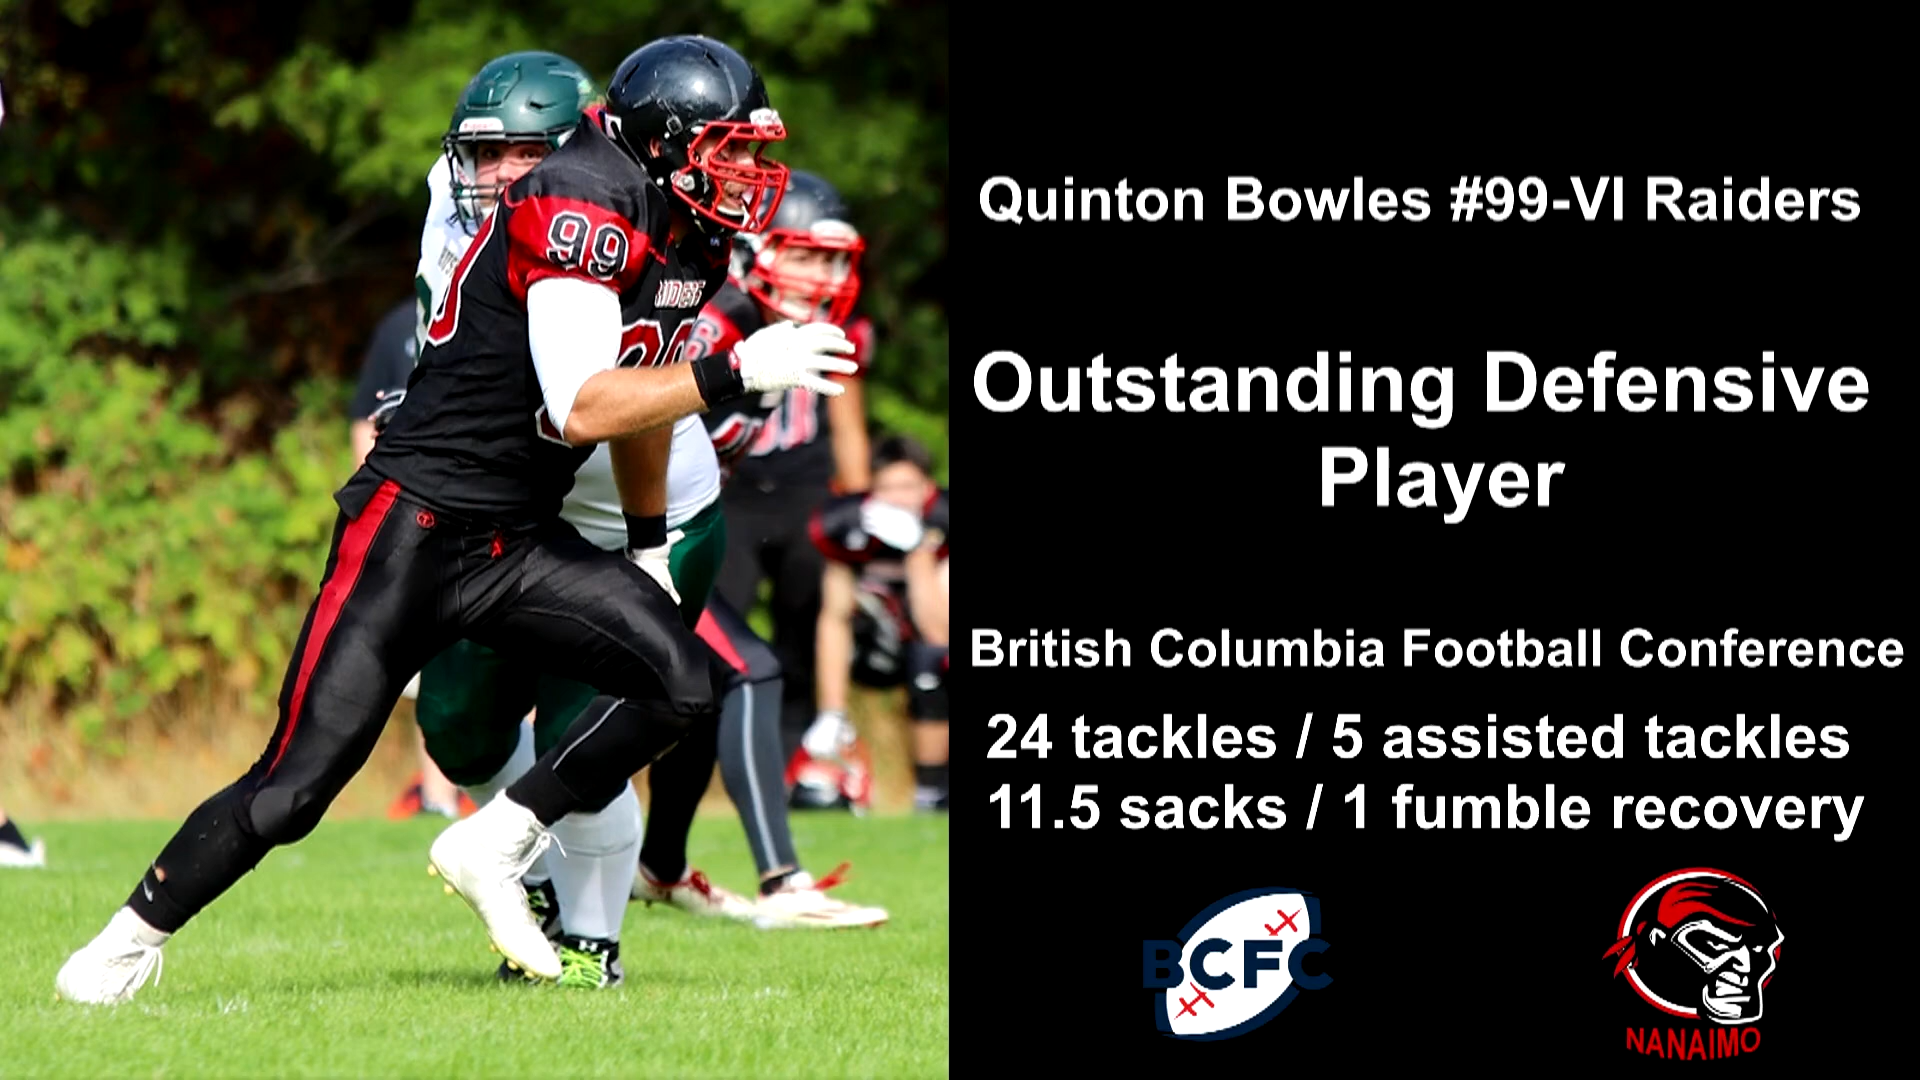 99
Quinton Bowles #99-VI Raiders
Outstanding Defensive
Player
British Columbia Football Conference
24 tackles / 5 assisted tackles
11.5 sacks / 1 fumble recovery
BCFC
NANAIMO